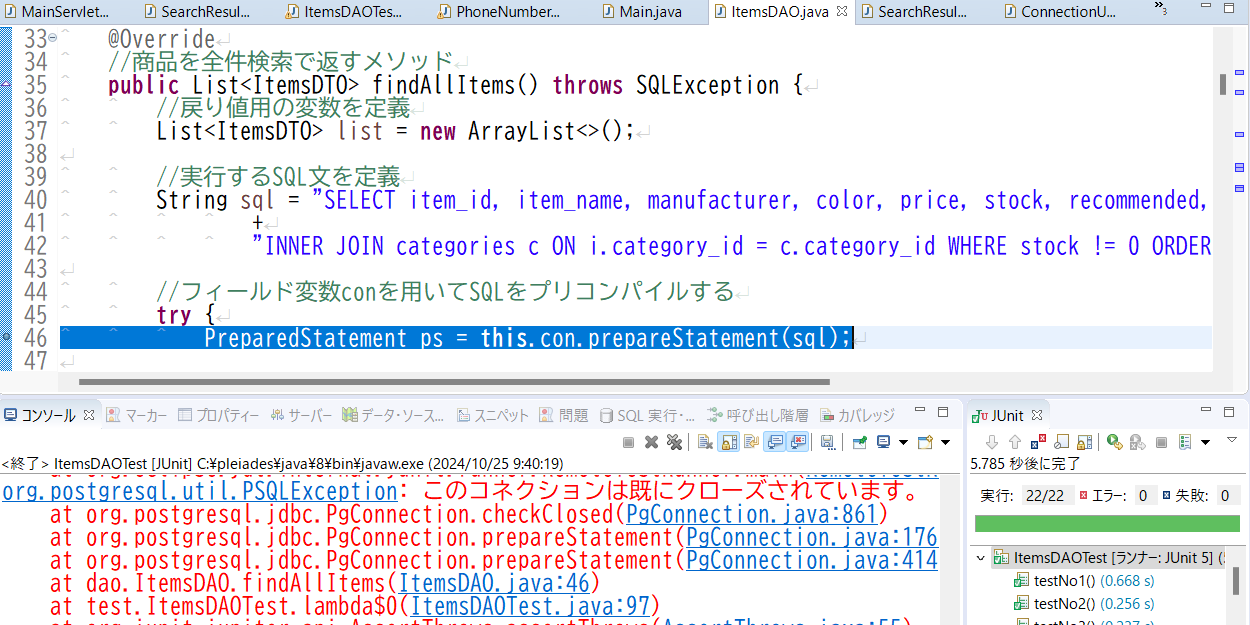 MainServlet... SearchResul... ItemsDAOTes... PhoneNumber... Main.java ItemsDAO.java SearchResul... ConnectionU... »3
33 @Override
34 //商品を全件検索で返すメソッド
35 public List<ItemsDTO> findAllItems() throws SQLException {
36 //戻り値用の変数を定義
37 List<ItemsDTO> list = new ArrayList<>();
38
39 //実行するSQL文を定義
40 String sql = "SELECT item_id, item_name, manufacturer, color, price, stock, recommended,
41 +
42 "INNER JOIN categories c ON i.category_id = c.category_id WHERE stock != 0 ORDER
43
44 //フィールド変数conを用いてSQLをプリコンパイルする
45 try {
46 PreparedStatement ps = this.con.prepareStatement(sql);
47
コンソール マーカー プロパティー サーバー データ・ソース... スニペット 問題 SQL 実行・... 呼び出し階層 カバレッジ
<終了> ItemsDAOTest [JUnit] C:¥pleiades¥java¥8¥bin¥javaw.exe (2024/10/25 9:40:19)
org.postgresql.util.PSQLException: このコネクションは既にクローズされています。
at org.postgresql.jdbc.PgConnection.checkClosed(PgConnection.java:861)
at org.postgresql.jdbc.PgConnection.prepareStatement(PgConnection.java:176
at org.postgresql.jdbc.PgConnection.prepareStatement(PgConnection.java:414
at dao.ItemsDAO.findAllItems(ItemsDAO.java:46)
at test.ItemsDAOTest.lambda$0(ItemsDAOTest.java:97)
at org.junit.jupiter.api.AssertThrows.assertThrows(AssertThrows.java:55)
JUnit
5.785 秒後に完了
実行: 22/22 エラー: 0 失敗: 0
ItemsDAOTest [ランナー: JUnit 5] (
testNo1() (0.668 s)
testNo2() (0.256 s)